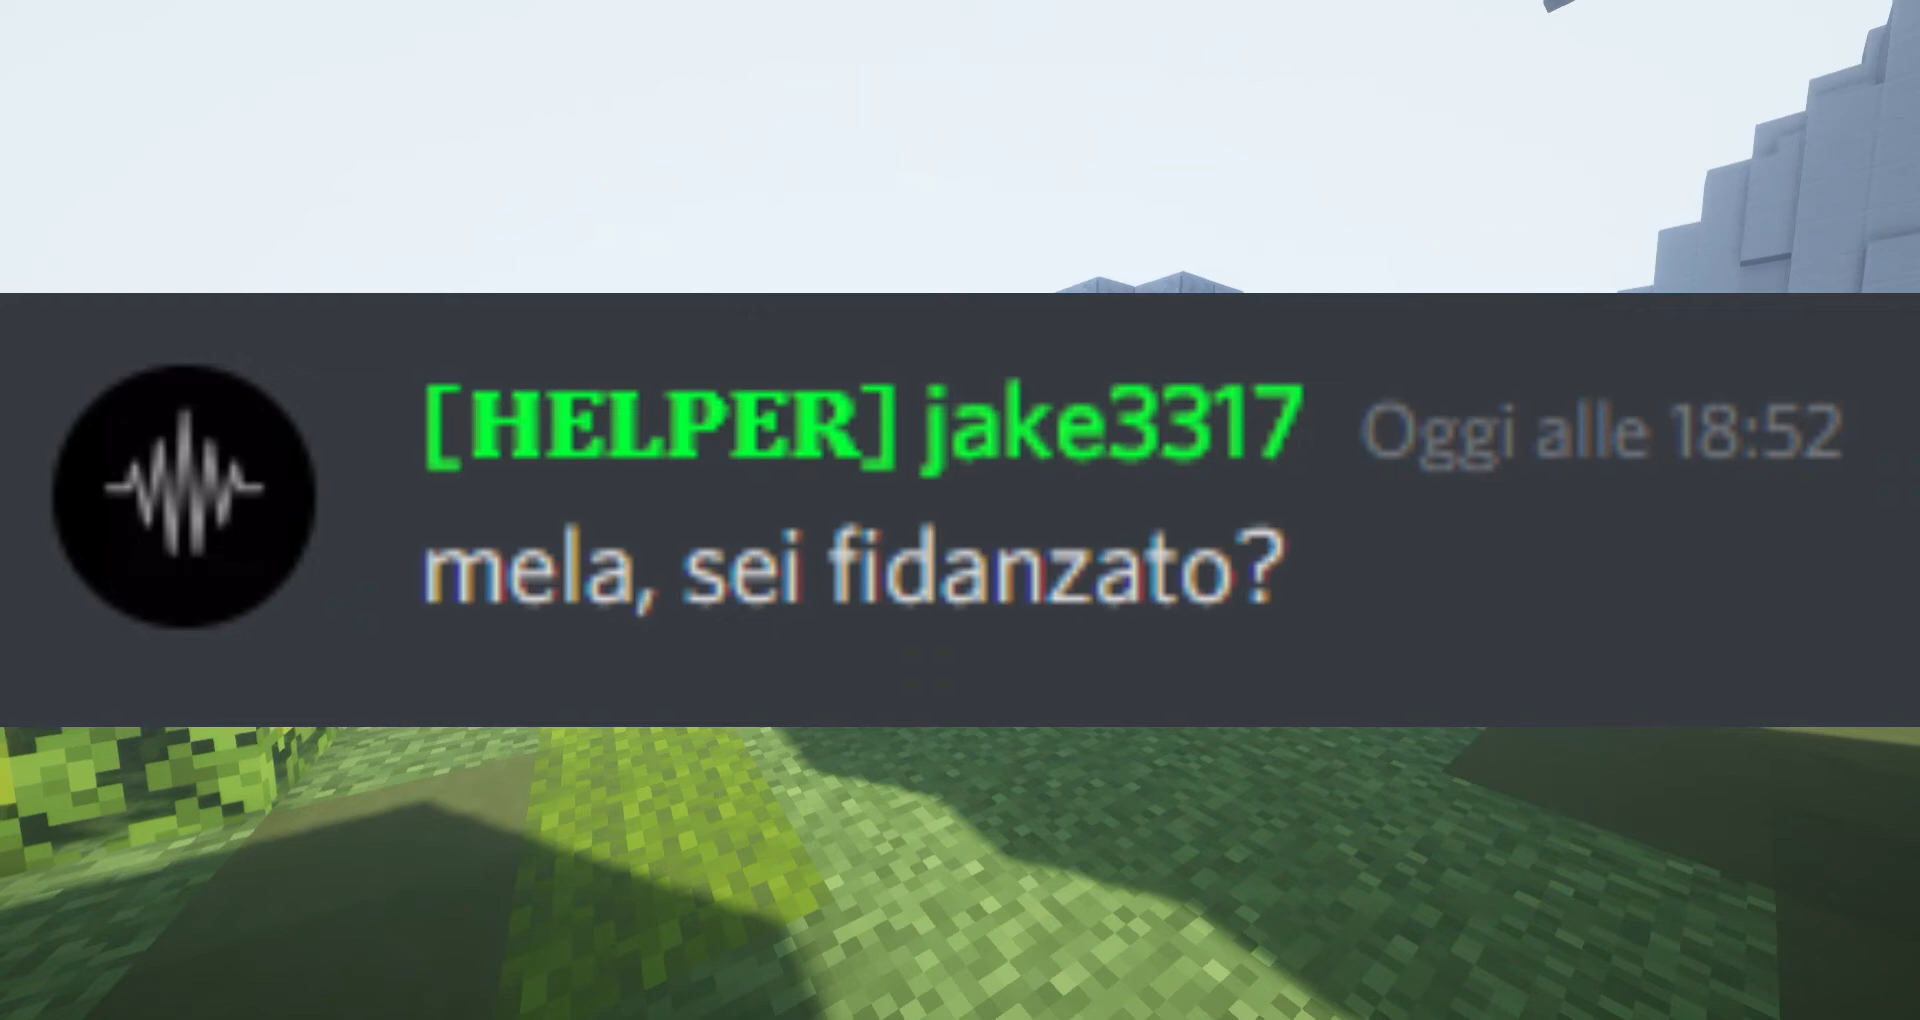 [HELPER] jake3317 Oggi alle 18:52
mela, sei fidanzato?